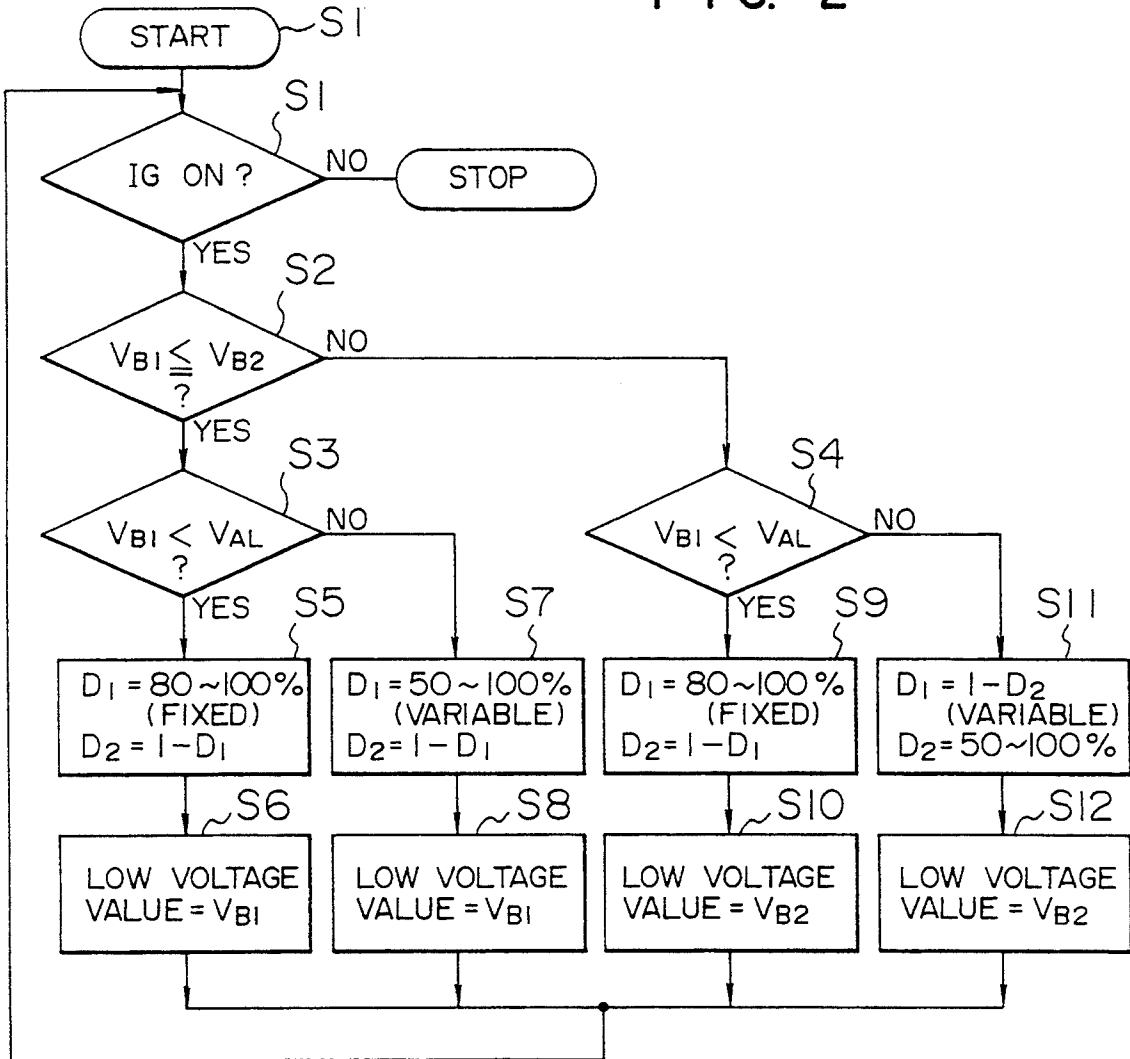 FIG. 2
START
S1
S1
IG ON ?
NO
STOP
YES
S2
VB1 ≦ VB2
?
NO
YES
S3
VB1 < VAL
?
NO
YES
S4
VB1 < VAL
?
NO
YES
S5
D1 = 80~100%
(FIXED)
D2 = 1-D1
S7
D1 = 50~100%
(VARIABLE)
D2 = 1-D1
S9
D1 = 80~100%
(FIXED)
D2 = 1-D1
S11
D1 = 1-D2
(VARIABLE)
D2 = 50~100%
S6
LOW VOLTAGE
VALUE = VB1
S8
LOW VOLTAGE
VALUE = VB1
S10
LOW VOLTAGE
VALUE = VB2
S12
LOW VOLTAGE
VALUE = VB2